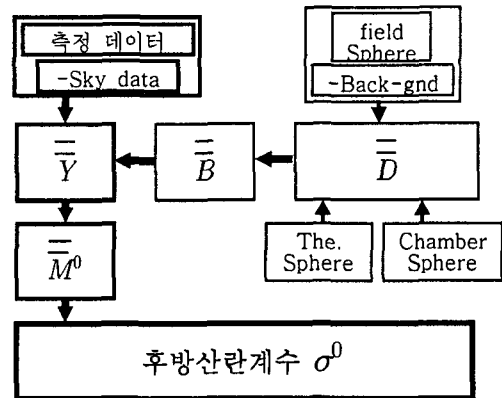 측정 데이터
-Sky data
field
Sphere
-Back-gnd
Y
B
D
M⁰
The.
Sphere
Chamber
Sphere
후방산란계수 σ⁰